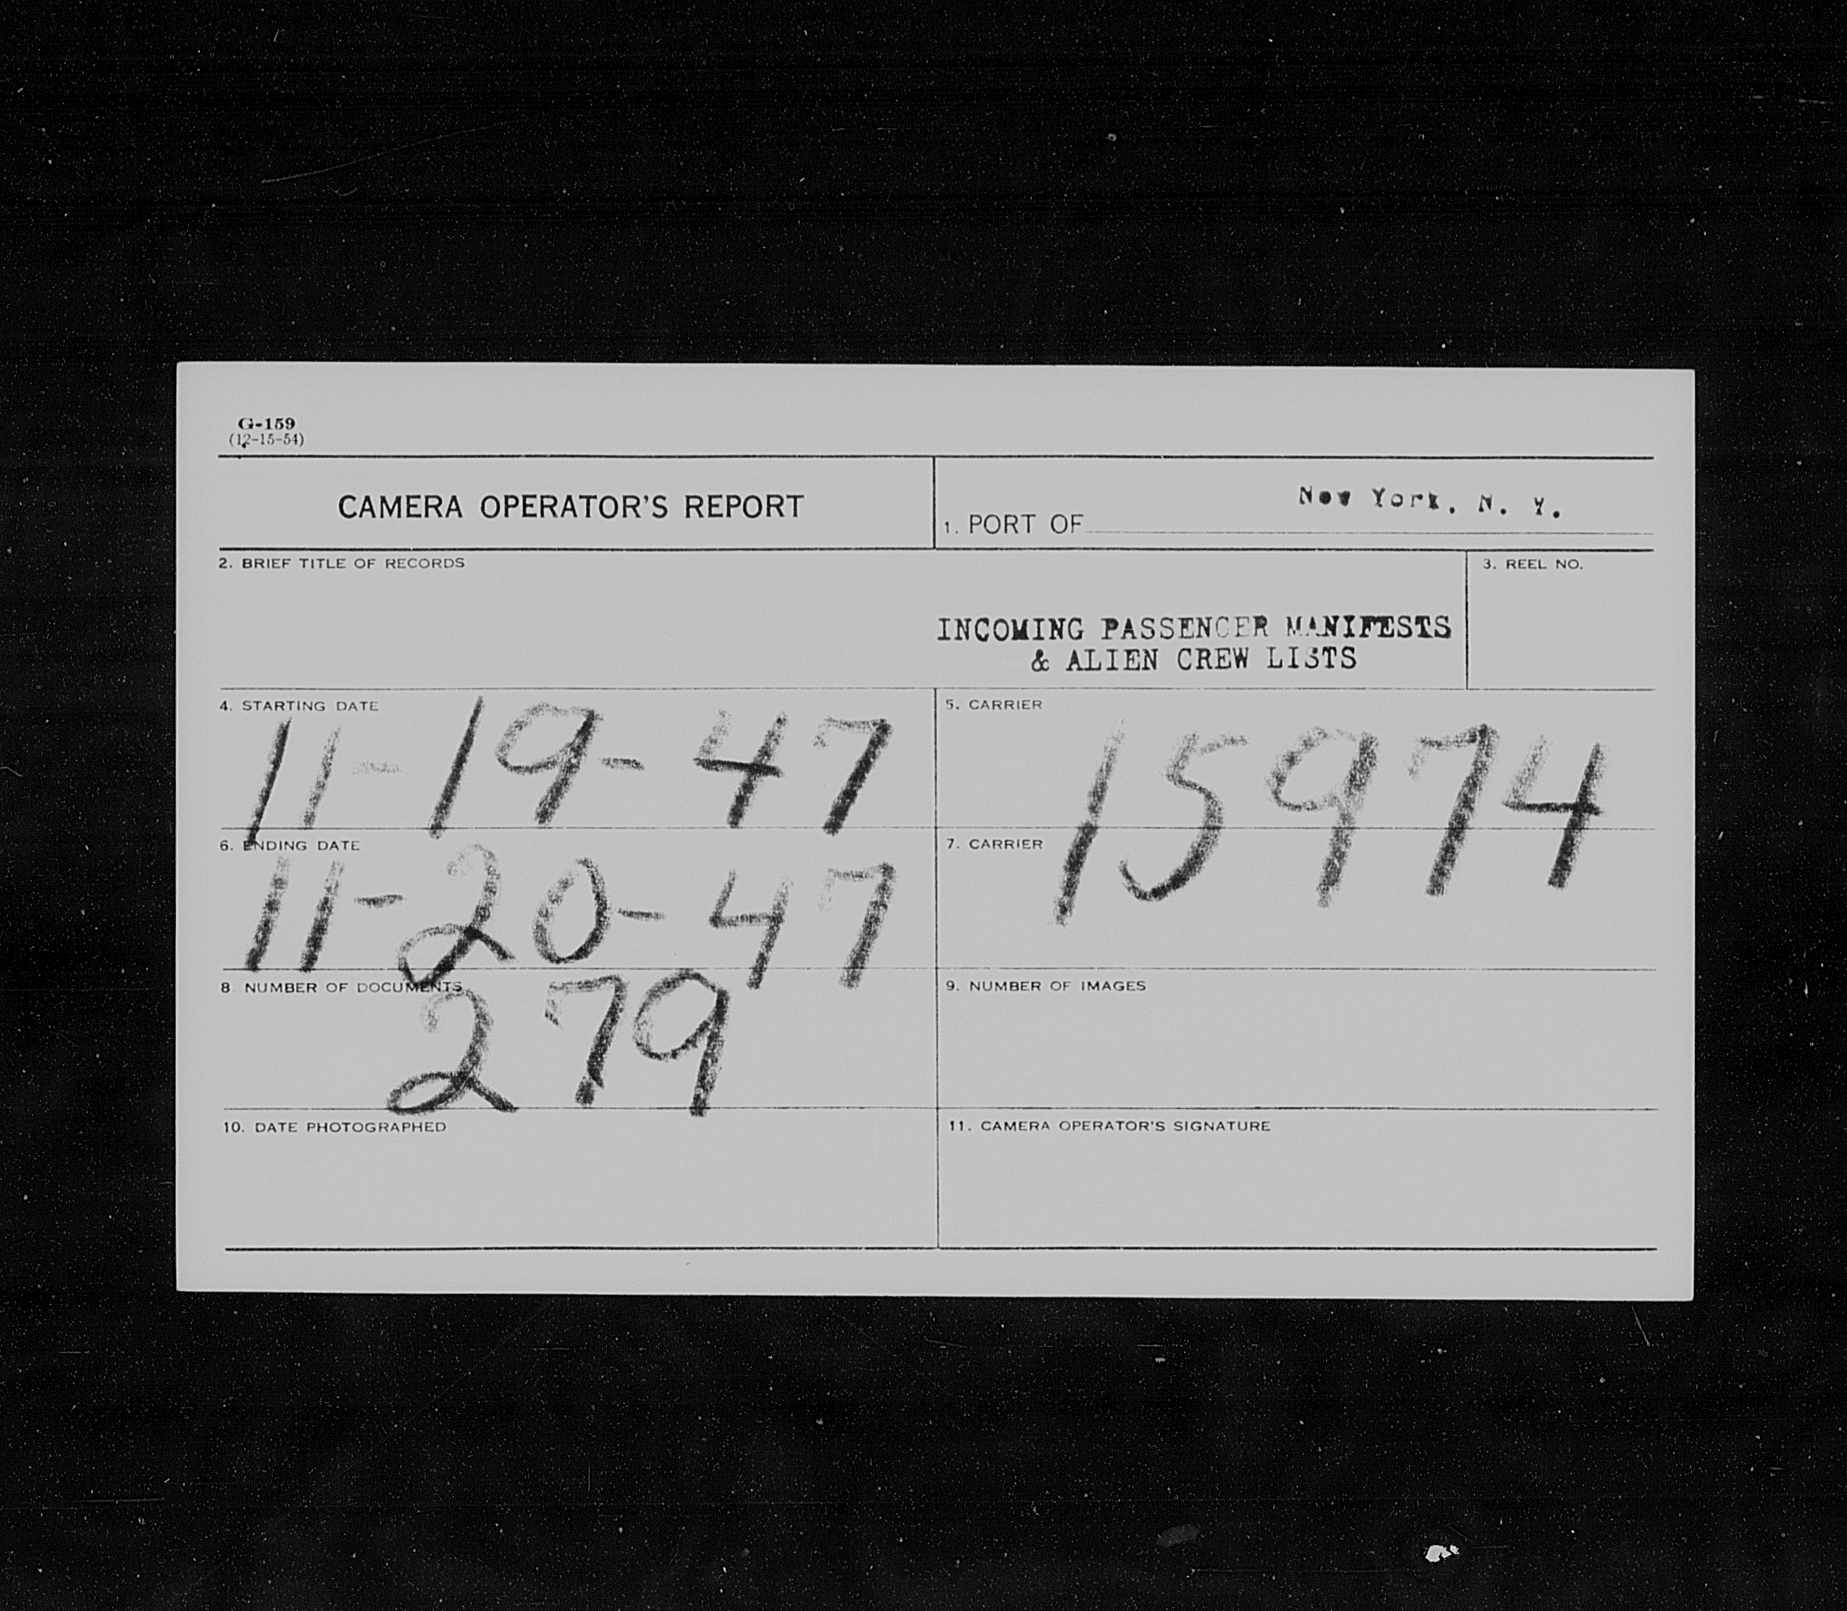 G-159
(12-15-54)
CAMERA OPERATOR'S REPORT
1. PORT OF New York, N. Y.
2. BRIEF TITLE OF RECORDS
3. REEL NO.
INCOMING PASSENGER MANIFESTS
& ALIEN CREW LISTS
4. STARTING DATE
11-19-47
5. CARRIER
15974
6. ENDING DATE
11-20-47
7. CARRIER
8. NUMBER OF DOCUMENTS
279
9. NUMBER OF IMAGES
10. DATE PHOTOGRAPHED
11. CAMERA OPERATOR'S SIGNATURE